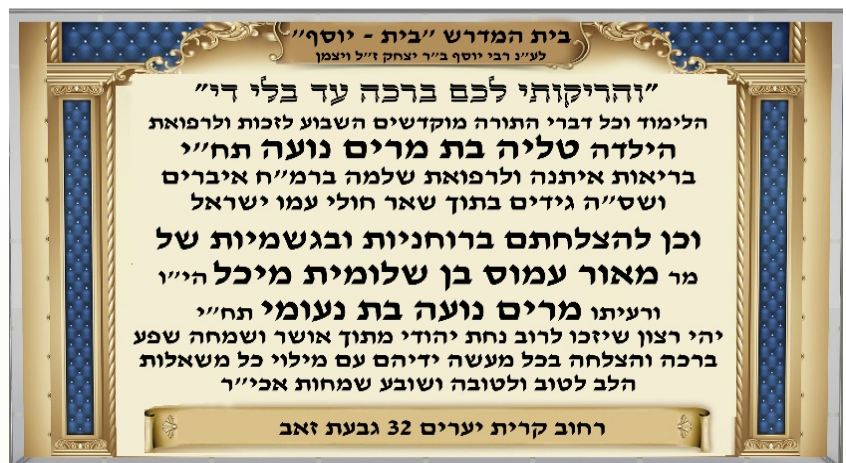 בית המדרש "בית - יוסף"
לע"נ רבי יוסף ב"ר יצחק ז"ל ויצמן
"והריקותי לכם ברכה עד בלי די"
הלימוד וכל דברי התורה מוקדשים השבוע לזכות ולרפואת
הילדה טליה בת מרים נועה תח"י
בריאות איתנה ולרפואת שלמה ברמ"ח איברים
ושס"ה גידים בתוך שאר חולי עמו ישראל
וכן להצלחתם ברוחניות ובגשמיות של
מר מאור עמוס בן שלומית מיכל הי"ו
ורעיתו מרים נועה בת נעומי תח"י
יהי רצון שיזכו לרוב נחת יהודי מתוך אושר ושמחה שפע
ברכה והצלחה בכל מעשה ידיהם עם מילוי כל משאלות
הלב לטוב ולטובה ושובע שמחות אכי"ר
רחוב קרית יערים 32 גבעת זאב